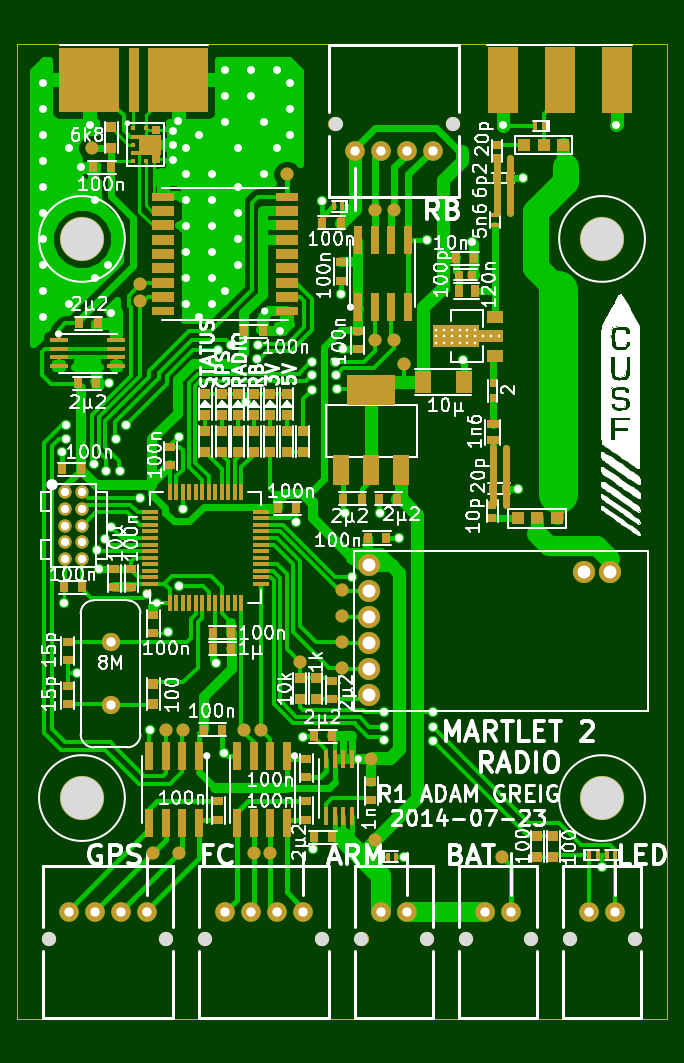 20p
6k8
100n
6p2
RB
5n6
100n
10n
100n
100p
120n
2µ2
100n
100n
STATUS
GPS
RADIO
RB
3V
5V
CUSF
2µ2
2
10µ
1n6
100n
100n
20p
100n
2µ2
2µ2
10p
100n
10k
100n
100n
100n
15p
100n
8M
1µ
1k
10k
15p
100
2µ2
100n
2µ2
MARTLET 2
RADIO
100n
R1 ADAM GREIG
100n
100n
1n
2014-07-23
2µ2
100
100
GPS
FC
ARM
BAT
LED